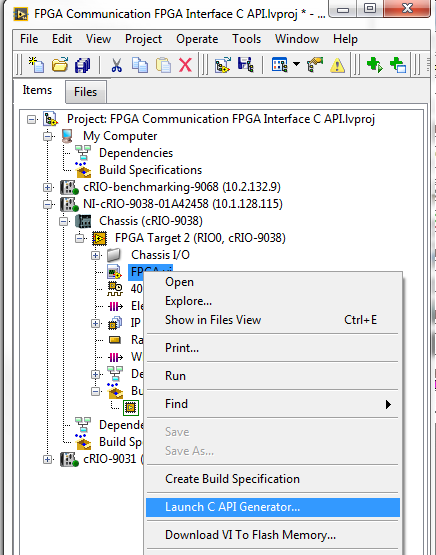 FPGA Communication FPGA Interface C API.lvproj * - ...
File Edit View Project Operate Tools Window Help
Items Files
Project: FPGA Communication FPGA Interface C API.lvproj
My Computer
Dependencies
Build Specifications
cRIO-benchmarking-9068 (10.2.132.9)
NI-cRIO-9038-01A42458 (10.1.128.115)
Chassis (cRIO-9038)
FPGA Target 2 (RIO0, cRIO-9038)
Chassis I/O
FPGA.vi
Open
40
Explore...
Ele
Show in Files View Ctrl+E
IP
Ra
Print...
W
De
Run
Bu
Find
Depende
Save
Build Sp
Save As...
cRIO-9031 (
Create Build Specification
Launch C API Generator...
Download VI To Flash Memory...